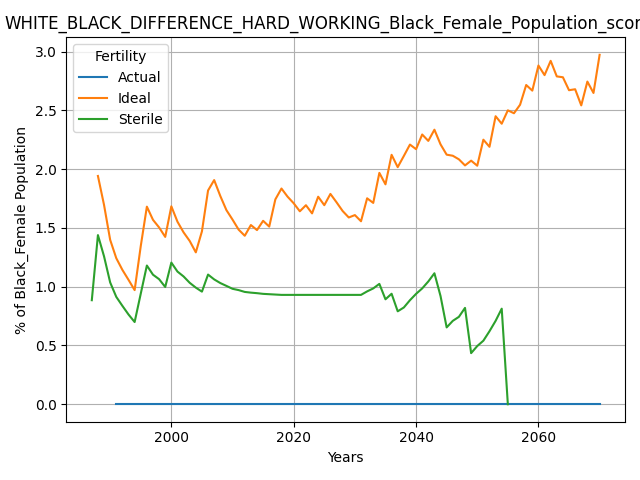 WHITE_BLACK_DIFFERENCE_HARD_WORKING_Black_Female_Population_scor
Fertility
Actual
Ideal
Sterile
3.0
2.5
2.0
1.5
1.0
0.5
0.0
% of Black_Female Population
2000
2020
2040
2060
Years